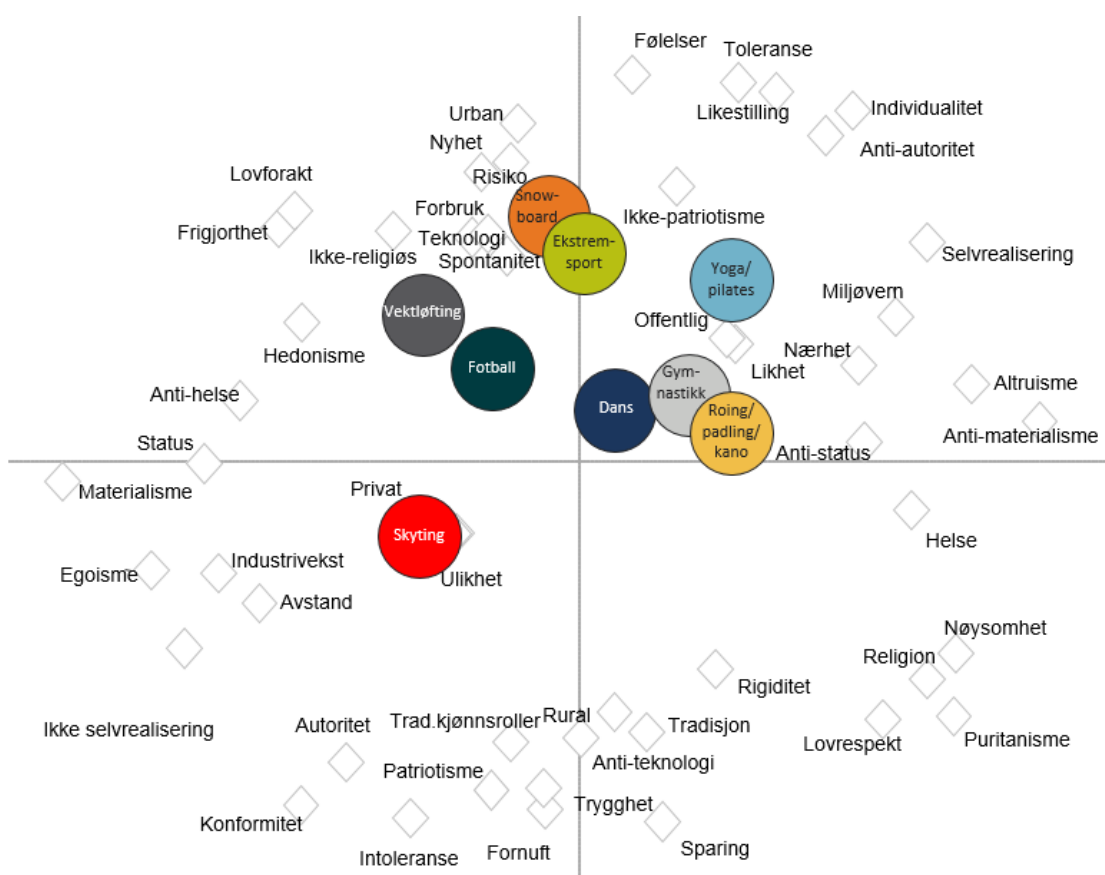 Følelser
Toleranse
Urban
Likestilling
Individualitet
Nyhet
Anti-autoritet
Lovforakt
Risiko
Snow-
board
Forbruk
Ikke-patriotisme
Frigjorthet
Teknologi
Ikke-religiøs
Spontanitet
Ekstrem-
sport
Selvrealisering
Yoga/
pilates
Miljøvern
Vektløfting
Offentlig
Hedonisme
Nærhet
Fotball
Gym-
nastikk
Likhet
Altruisme
Anti-helse
Dans
Roing/
padling/
kano
Anti-materialisme
Status
Anti-status
Materialisme
Privat
Skyting
Helse
Egoisme
Industrivekst
Ulikhet
Avstand
Nøysomhet
Religion
Rigiditet
Ikke selvrealisering
Autoritet
Trad.kjønnsroller
Rural
Tradisjon
Lovrespekt
Puritanisme
Patriotisme
Anti-teknologi
Konformitet
Trygghet
Intoleranse
Fornuft
Sparing